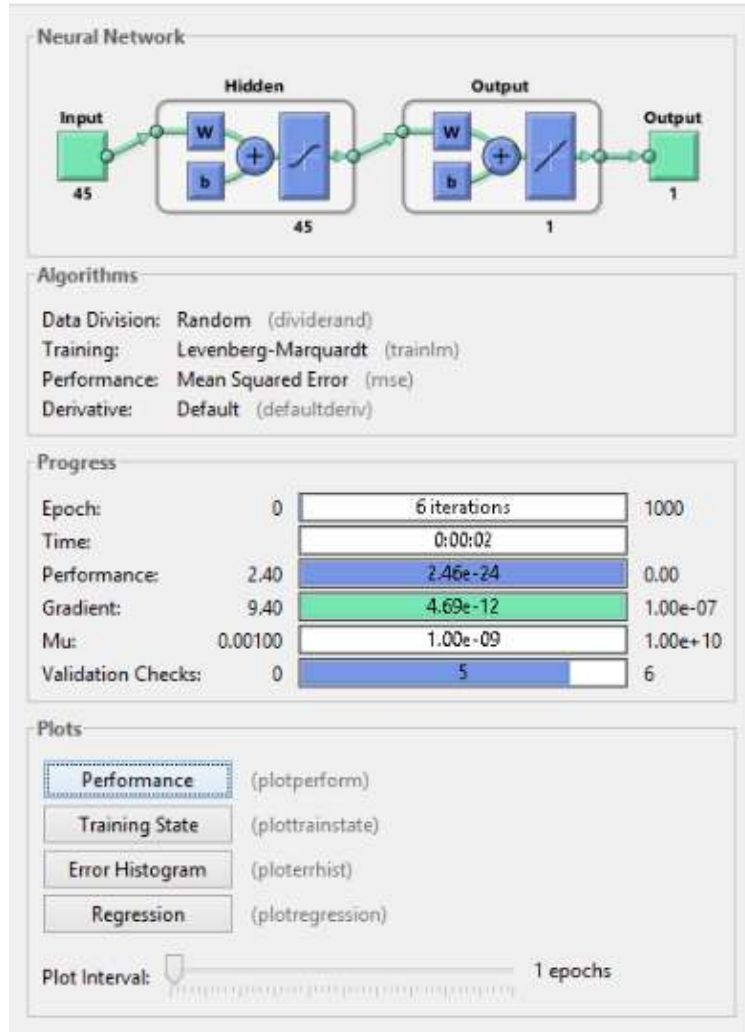 Neural Network
Hidden
Output
Input
Output
W
b
+
W
b
+
45
45
1
1
Algorithms
Data Division: Random (dividerand)
Training: Levenberg-Marquardt (trainlm)
Performance: Mean Squared Error (mse)
Derivative: Default (defaultderiv)
Progress
Epoch: 0 6 iterations 1000
Time: 0:00:02
Performance: 2.40 2.46e-24 0.00
Gradient: 9.40 4.69e-12 1.00e-07
Mu: 0.00100 1.00e-09 1.00e+10
Validation Checks: 0 5 6
Plots
Performance (plotperform)
Training State (plottrainstate)
Error Histogram (ploterrhist)
Regression (plotregression)
Plot Interval: 1 epochs